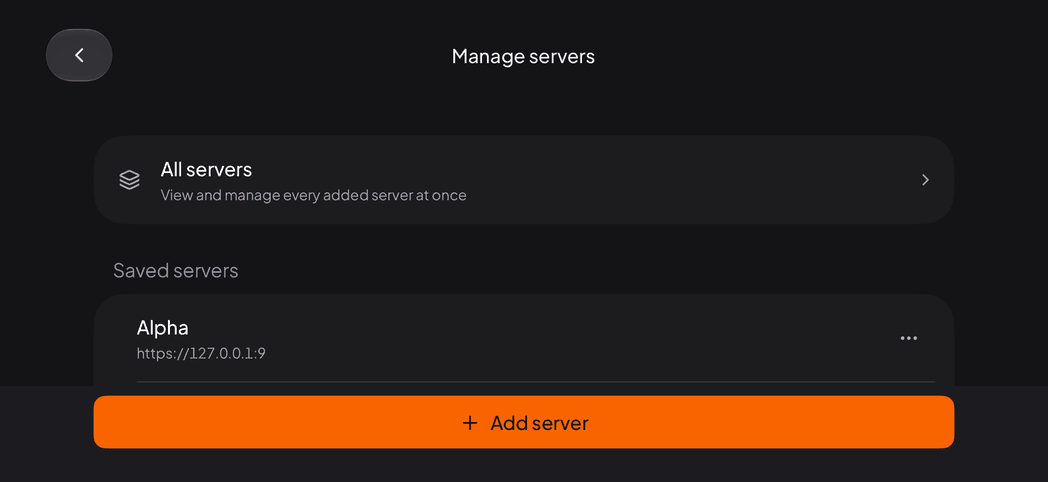 Manage servers
All servers
View and manage every added server at once
Saved servers
Alpha
https://127.0.0.1:9
Add server